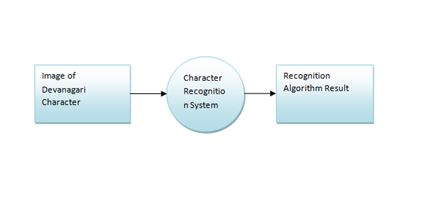 Image of
Devanagari
Character
Character
Recognitio
n System
Recognition
Algorithm Result